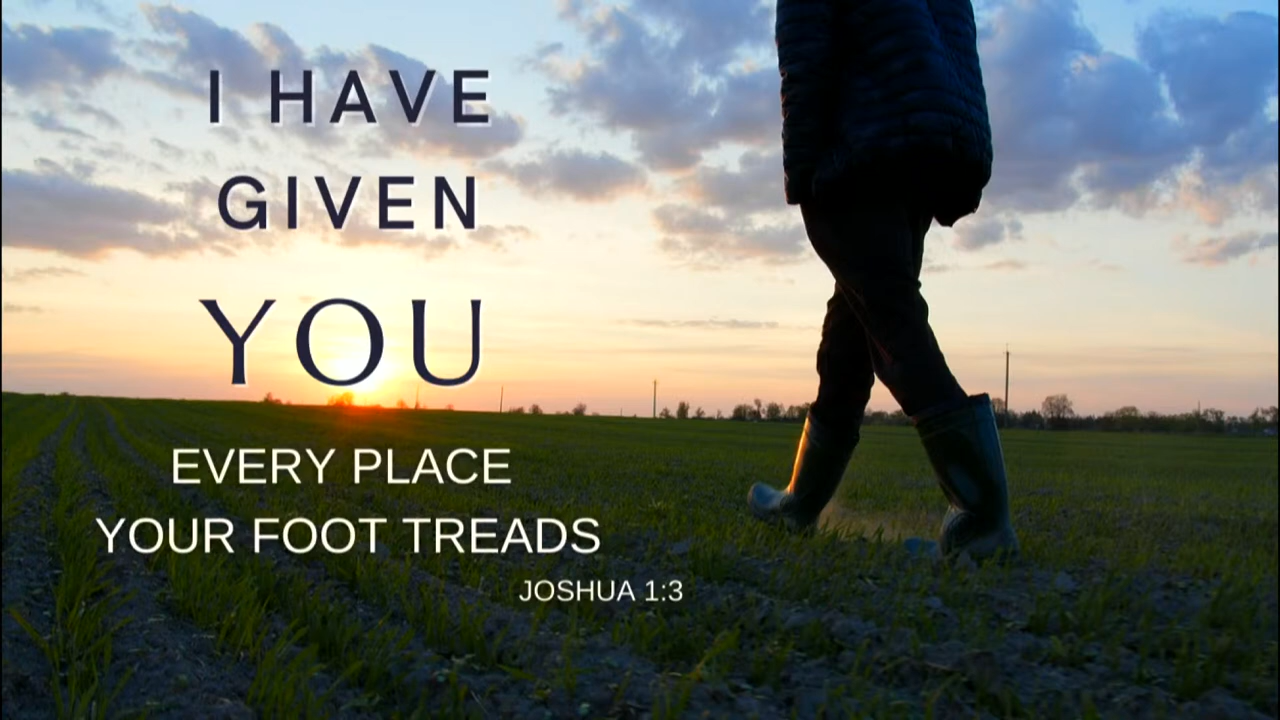 I HAVE
GIVEN
YOU
EVERY PLACE
YOUR FOOT TREADS
JOSHUA 1:3